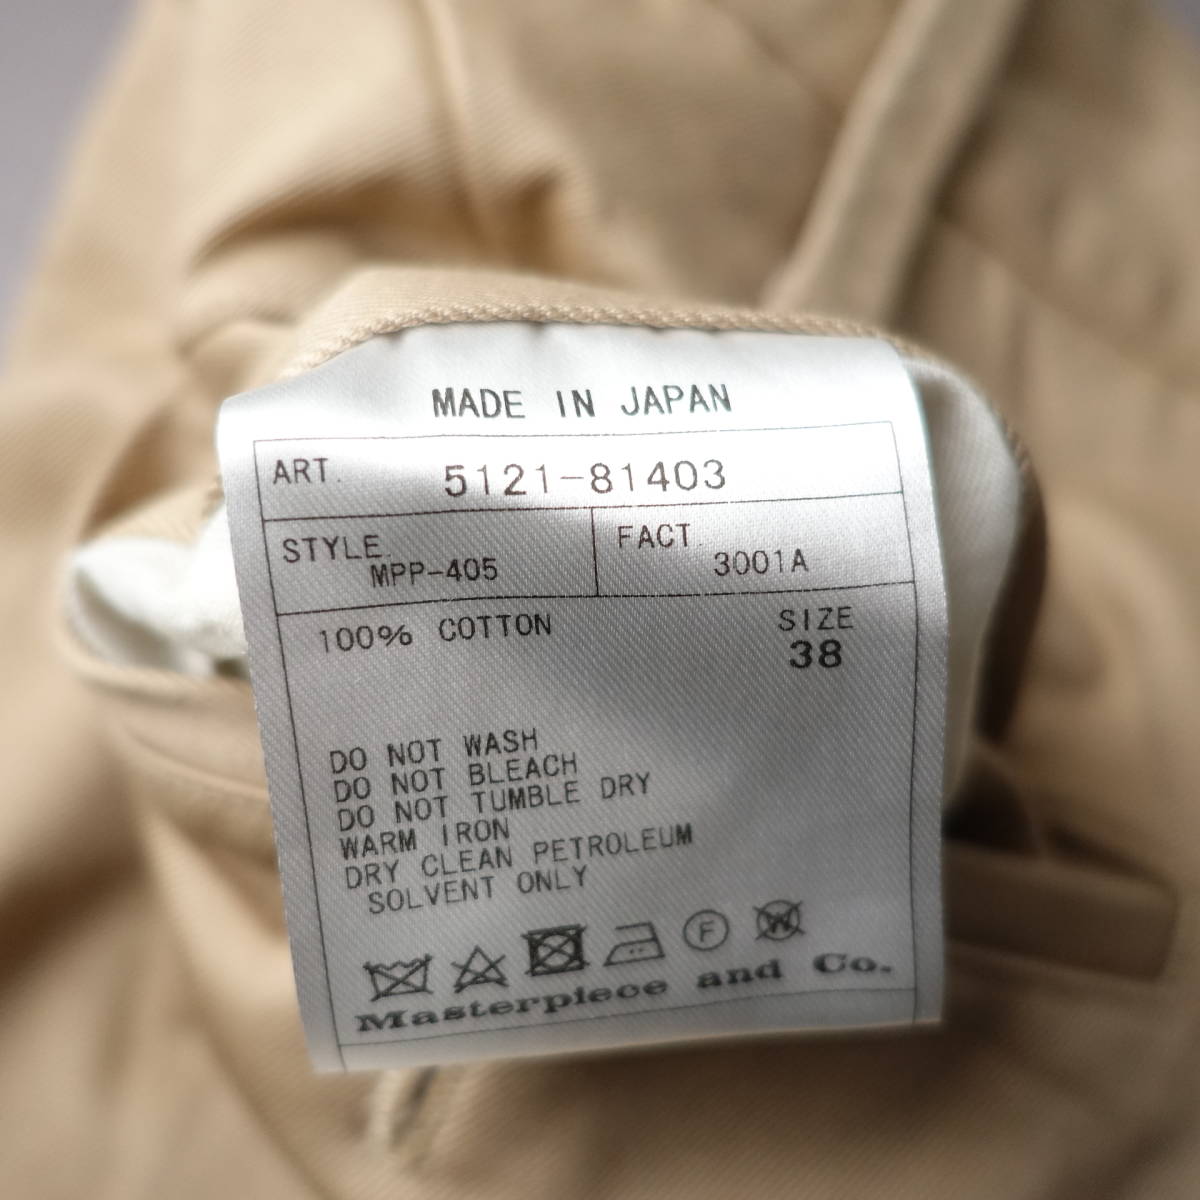 MADE IN JAPAN
ART. 5121-81403
STYLE. MPP-405
FACT. 3001A
100% COTTON
SIZE
38
DO NOT WASH
DO NOT BLEACH
DO NOT TUMBLE DRY
WARM IRON
DRY CLEAN PETROLEUM
SOLVENT ONLY
F W
Masterpiece and Co.